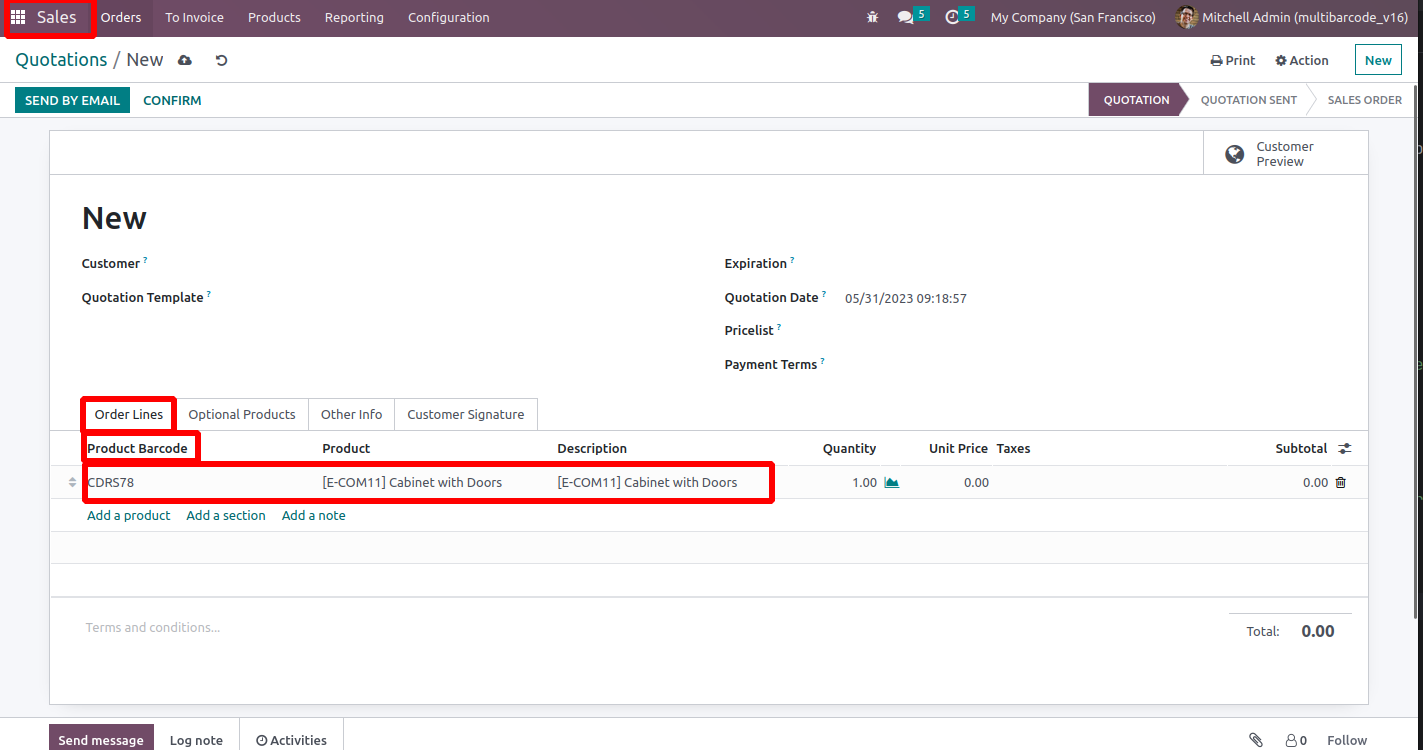 Sales Orders To Invoice Products Reporting Configuration 5 5 My Company (San Francisco) Mitchell Admin (multibarcode_v16)
Quotations / New Print Action New
SEND BY EMAIL CONFIRM QUOTATION QUOTATION SENT SALES ORDER
Customer
Preview
New
Customer ? Expiration ?
Quotation Template ? Quotation Date ? 05/31/2023 09:18:57
Pricelist ?
Payment Terms ?
Order Lines Optional Products Other Info Customer Signature
Product Barcode Product Description Quantity Unit Price Taxes Subtotal
CDRS78 [E-COM11] Cabinet with Doors [E-COM11] Cabinet with Doors 1.00 0.00 0.00
Add a product Add a section Add a note
Terms and conditions...
Total: 0.00
Send message Log note Activities 0 Follow